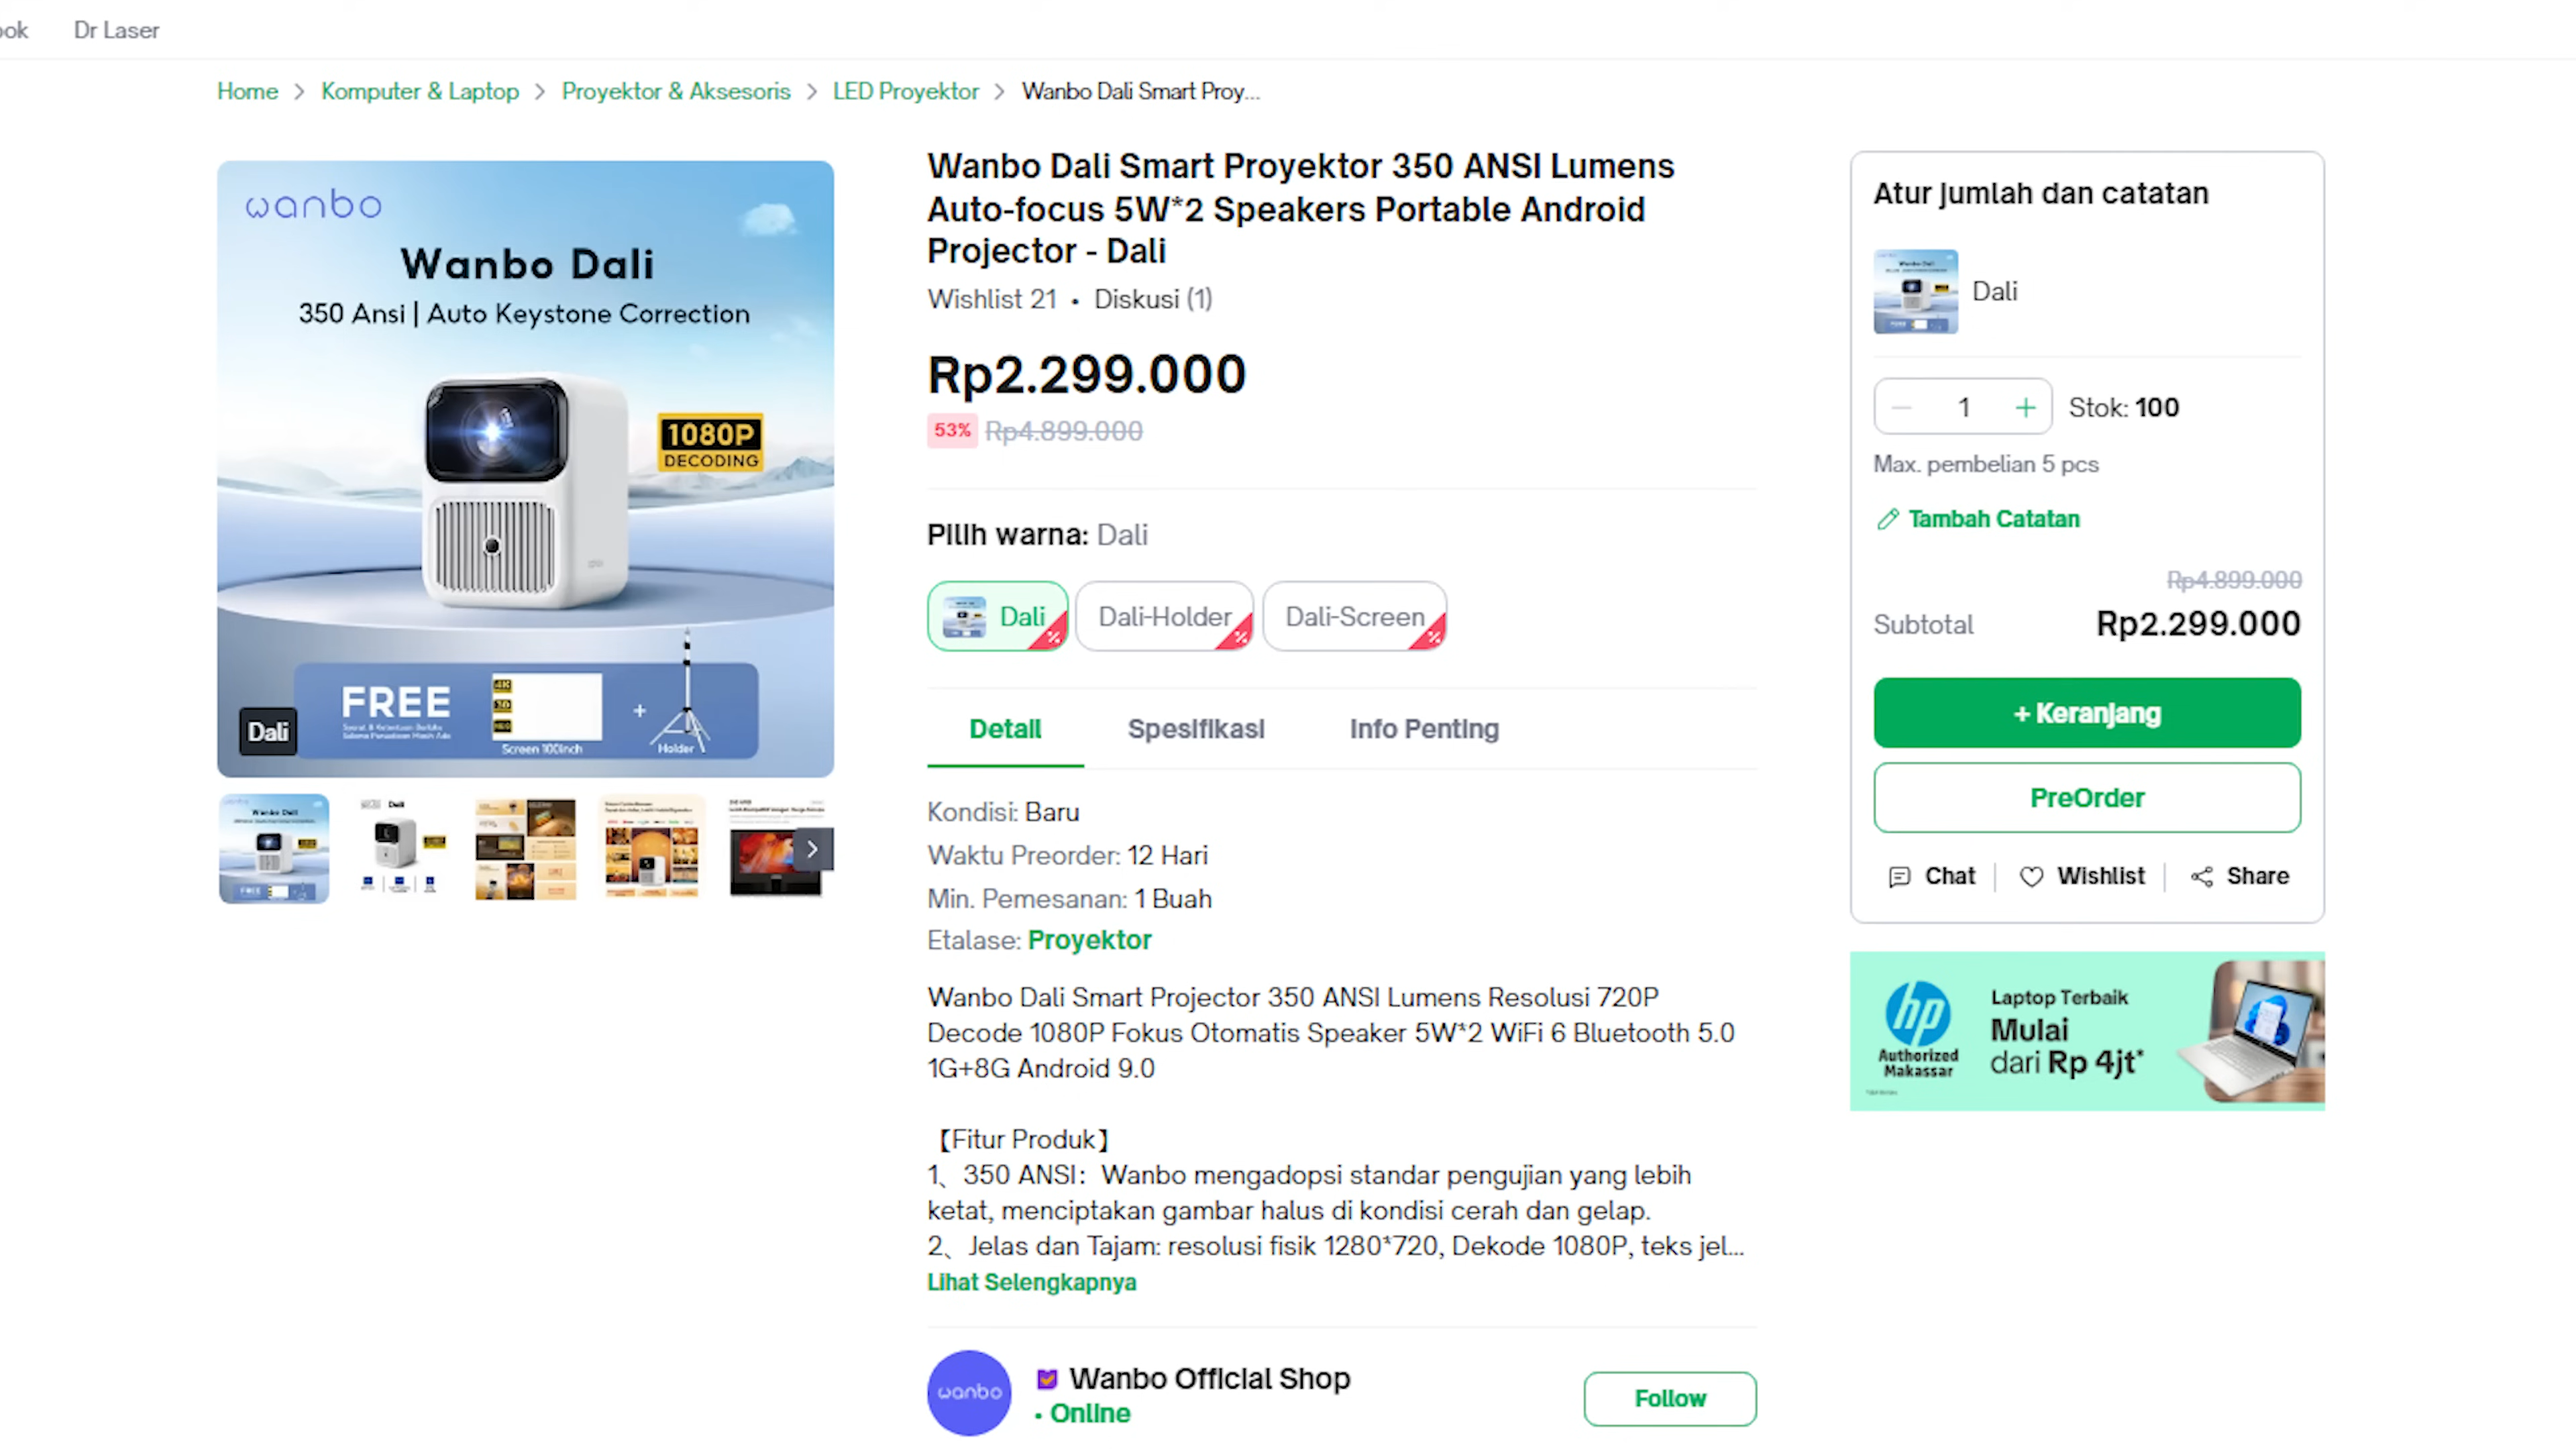 ook
Dr Laser
Home > Komputer & Laptop > Proyektor & Aksesoris > LED Proyektor > Wanbo Dali Smart Proy...
wanbo
Wanbo Dali
350 Ansi | Auto Keystone Correction
1080P
DECODING
Dali
FREE
Screen 100Inch
+
Holder
Wanbo Dali Smart Proyektor 350 ANSI Lumens
Auto-focus 5W*2 Speakers Portable Android
Projector - Dali
Wishlist 21 • Diskusi (1)
Rp2.299.000
53% Rp4.899.000
Pilih warna: Dali
Dali
Dali-Holder
Dali-Screen
Detail
Spesifikasi
Info Penting
Kondisi: Baru
Waktu Preorder: 12 Hari
Min. Pemesanan: 1 Buah
Etalase: Proyektor
Wanbo Dali Smart Projector 350 ANSI Lumens Resolusi 720P
Decode 1080P Fokus Otomatis Speaker 5W*2 WiFi 6 Bluetooth 5.0
1G+8G Android 9.0
【Fitur Produk】
1、350 ANSI：Wanbo mengadopsi standar pengujian yang lebih
ketat, menciptakan gambar halus di kondisi cerah dan gelap.
2、Jelas dan Tajam: resolusi fisik 1280*720, Dekode 1080P, teks jel...
Lihat Selengkapnya
wanbo
Wanbo Official Shop
• Online
Follow
Atur jumlah dan catatan
Dali
− 1 + Stok: 100
Max. pembelian 5 pcs
Tambah Catatan
Rp4.899.000
Subtotal Rp2.299.000
+ Keranjang
PreOrder
Chat
Wishlist
Share
hp
Authorized
Makassar
Laptop Terbaik
Mulai
dari Rp 4jt*